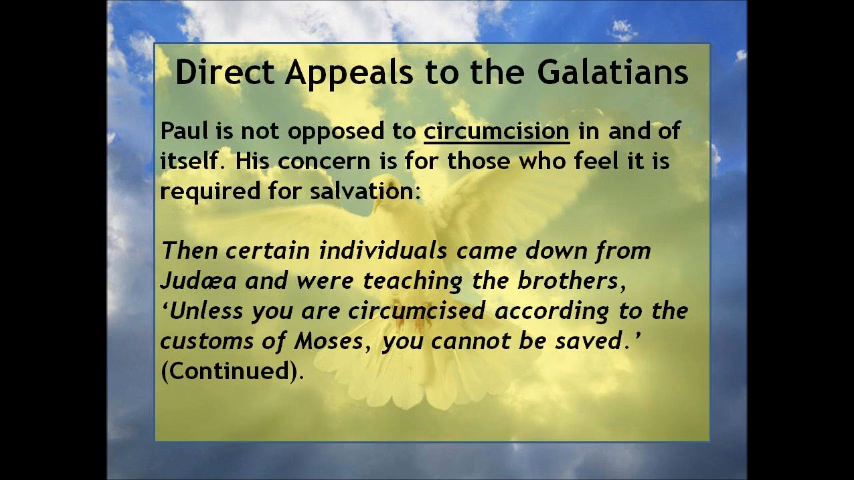 Direct Appeals to the Galatians
Paul is not opposed to circumcision in and of
itself. His concern is for those who feel it is
required for salvation:
Then certain individuals came down from
Judæa and were teaching the brothers,
‘Unless you are circumcised according to the
customs of Moses, you cannot be saved.’
(Continued).